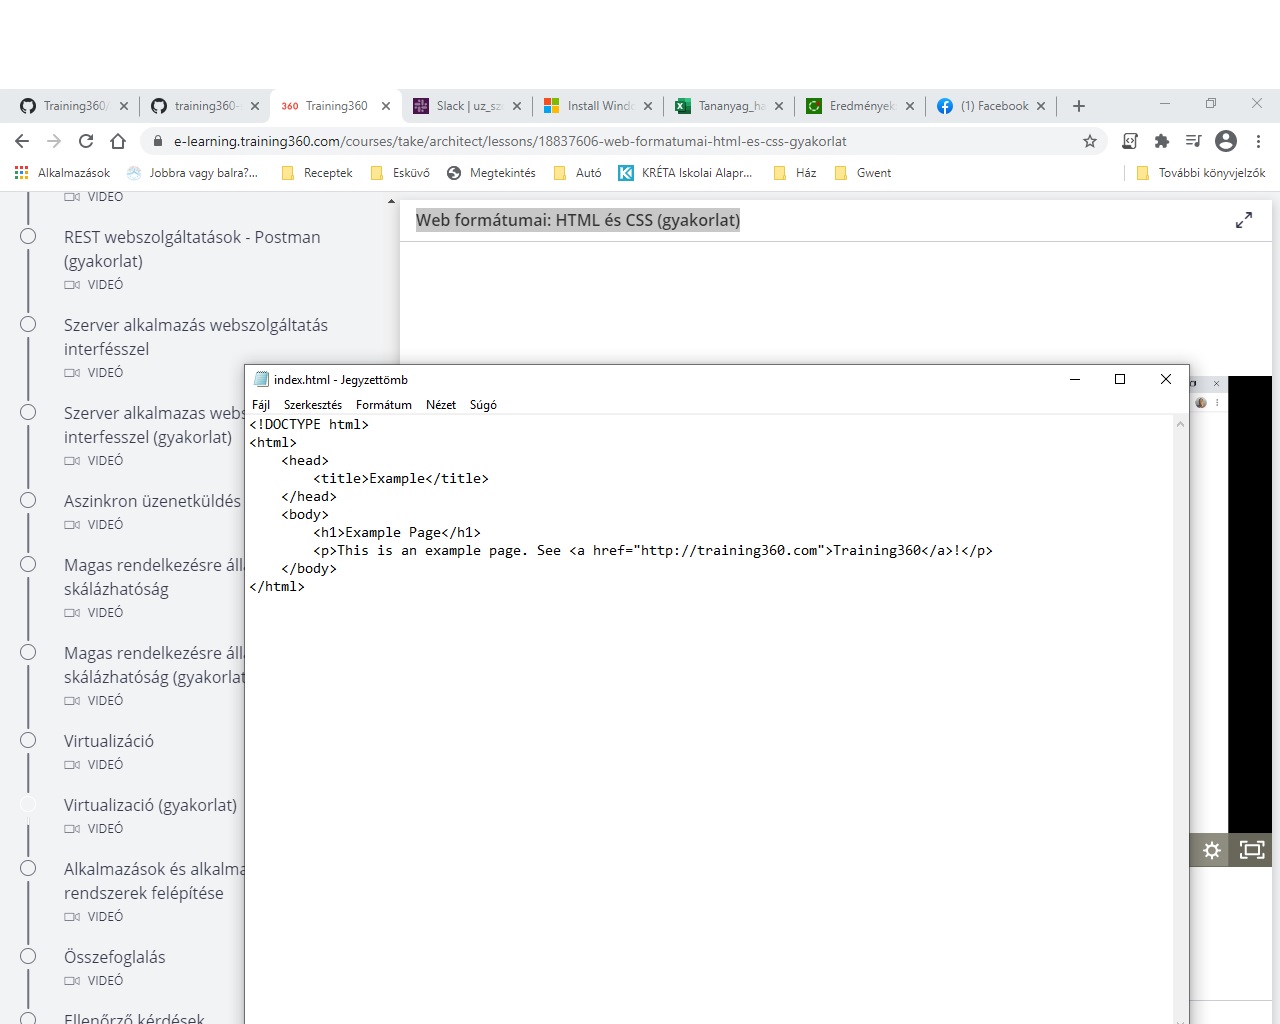 Training360/
training360-
360 Training360
Slack | uz_sz
Install Windo
Tananyag_ha
Eredmények
(1) Facebook
e-learning.training360.com/courses/take/architect/lessons/18837606-web-formatumai-html-es-css-gyakorlat
Alkalmazások
Jobbra vagy balra?...
Receptek
Esküvő
Megtekintés
Autó
KRÉTA Iskolai Alapr...
Ház
Gwent
További könyvjelzők
VIDEÓ
REST webszolgáltatások - Postman
(gyakorlat)
VIDEÓ
Szerver alkalmazás webszolgáltatás
interfésszel
VIDEÓ
Szerver alkalmazas webs
interfesszel (gyakorlat)
VIDEÓ
Aszinkron üzenetküldés
VIDEÓ
Magas rendelkezésre álla
skálázhatóság
VIDEÓ
Magas rendelkezésre álla
skálázhatóság (gyakorlat
VIDEÓ
Virtualizáció
VIDEÓ
Virtualizació (gyakorlat)
VIDEÓ
Alkalmazások és alkalma
rendszerek felépítése
VIDEÓ
Összefoglalás
VIDEÓ
Ellenőrző kérdések
Web formátumai: HTML és CSS (gyakorlat)
index.html - Jegyzettömb
Fájl Szerkesztés Formátum Nézet Súgó
<!DOCTYPE html>
<html>
    <head>
        <title>Example</title>
    </head>
    <body>
        <h1>Example Page</h1>
        <p>This is an example page. See <a href="http://training360.com">Training360</a>!</p>
    </body>
</html>